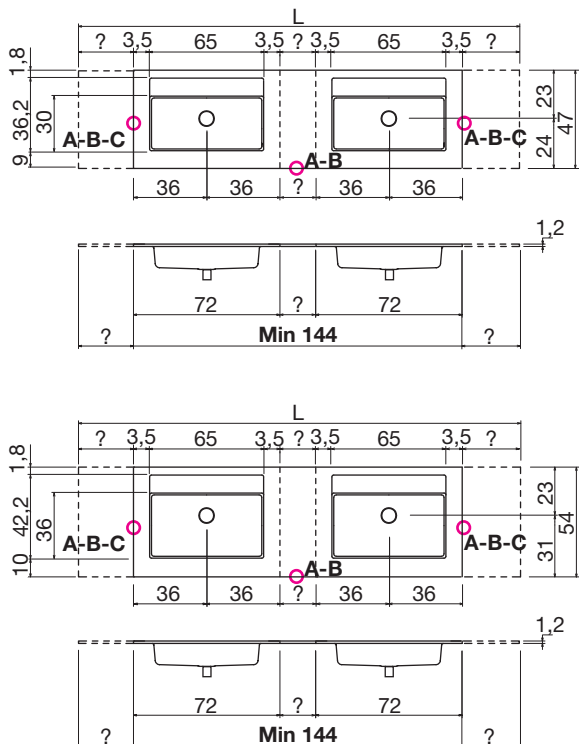 L
? 3,5 65 3,5 ? 3,5 65 3,5 ?
1,8
36,2
9
30
A-B-C
A-B
A-B-C
23
24
47
36 36 ? 36 36
1,2
72 ? 72
? Min 144 ?
L
? 3,5 65 3,5 ? 3,5 65 3,5 ?
1,8
42,2
10
36
A-B-C
A-B
A-B-C
23
31
54
36 36 ? 36 36
1,2
72 ? 72
? Min 144 ?